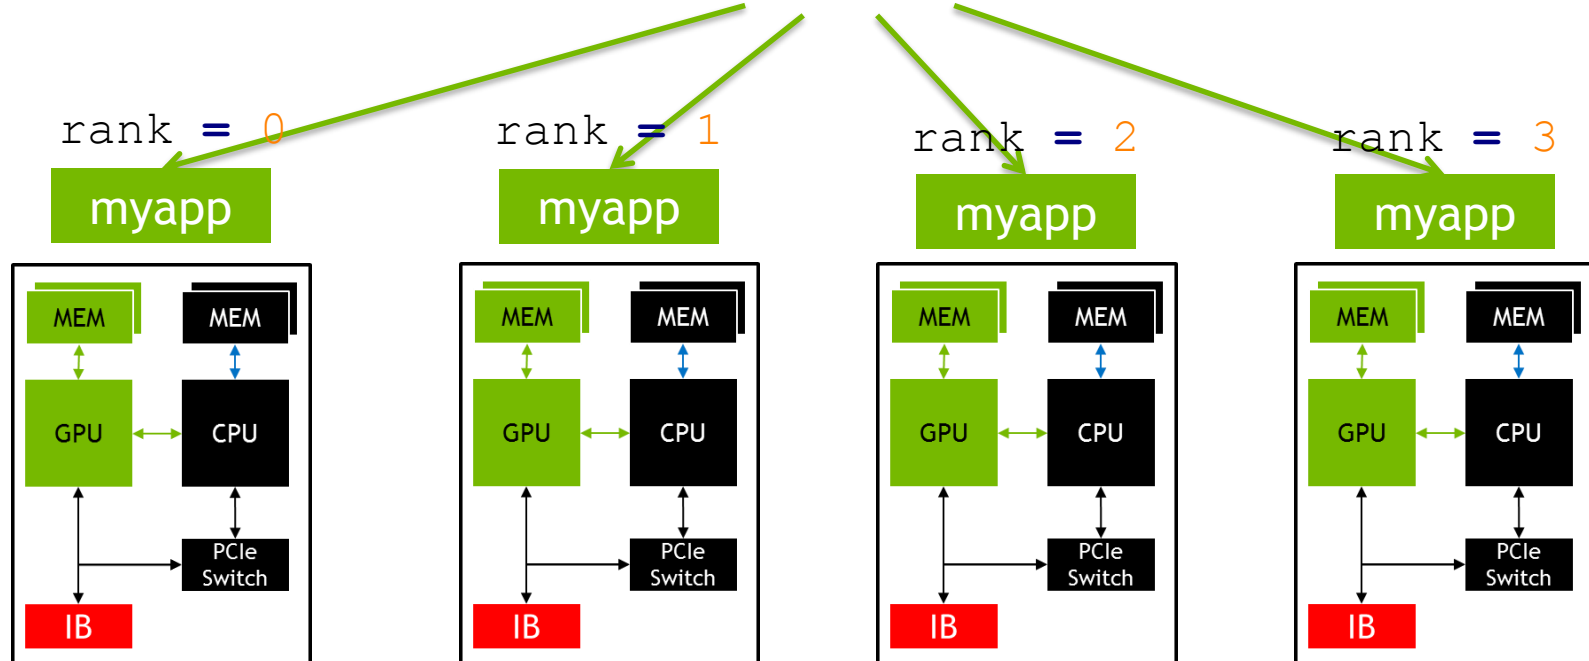 rank = 0
rank = 1
rank = 2
rank = 3
myapp
myapp
myapp
myapp
MEM
MEM
MEM
MEM
MEM
MEM
MEM
MEM
GPU
CPU
GPU
CPU
GPU
CPU
GPU
CPU
PCIe
Switch
PCIe
Switch
PCIe
Switch
PCIe
Switch
IB
IB
IB
IB